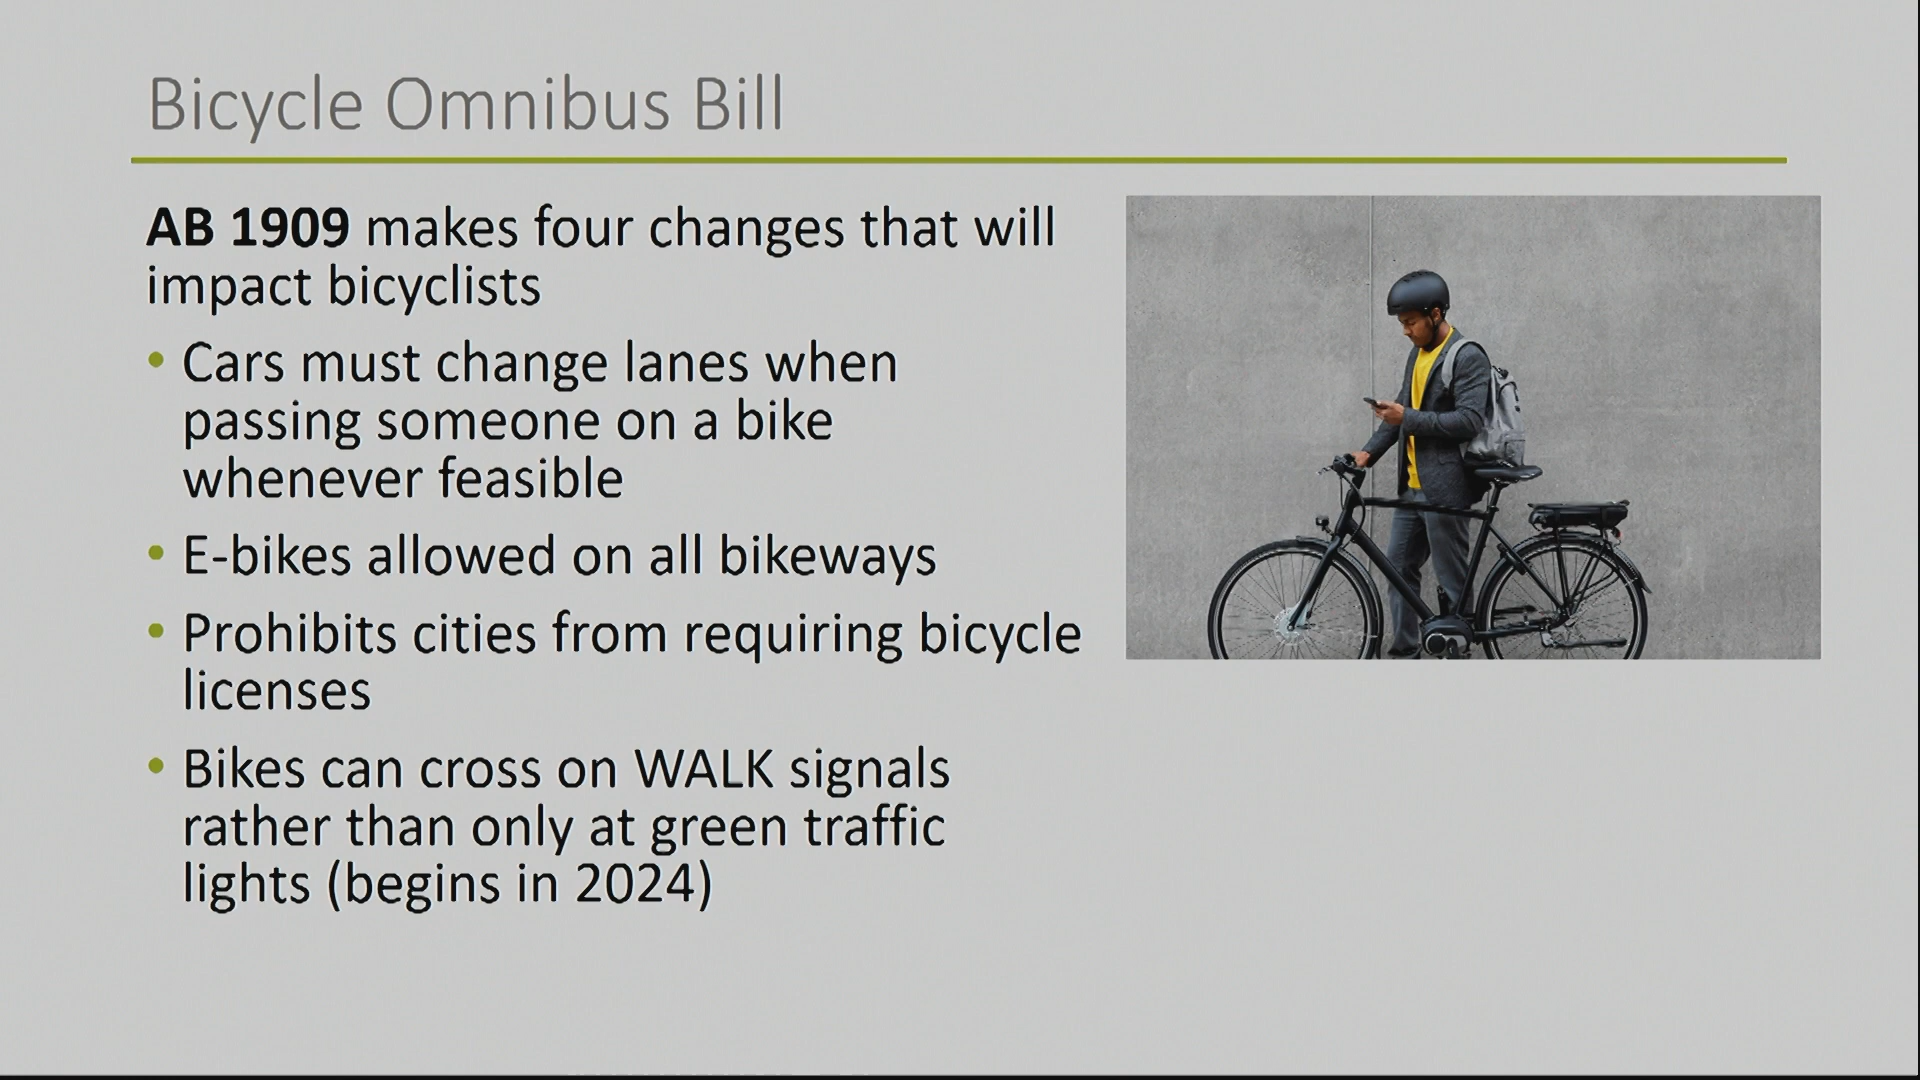 Bicycle Omnibus Bill
AB 1909 makes four changes that will
impact bicyclists
• Cars must change lanes when
passing someone on a bike
whenever feasible
• E-bikes allowed on all bikeways
• Prohibits cities from requiring bicycle
licenses
• Bikes can cross on WALK signals
rather than only at green traffic
lights (begins in 2024)